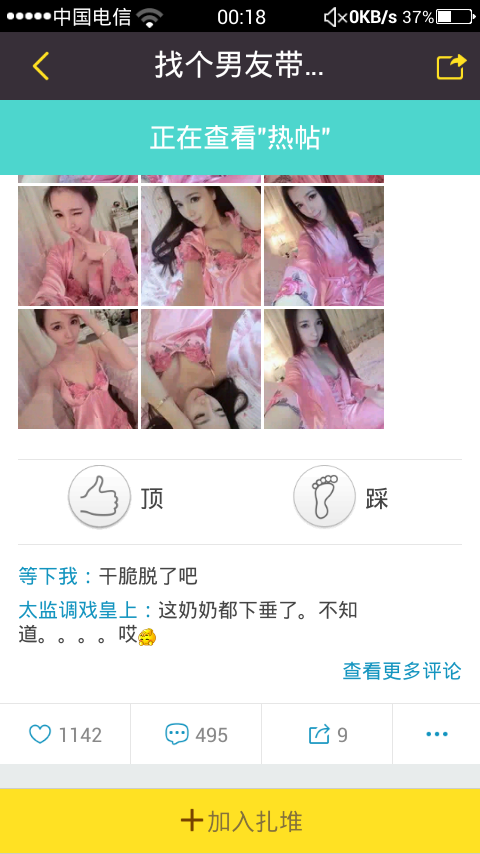 中国电信 00:18 0KB/s 37%
找个男友带...
正在查看"热帖"
顶 踩
等下我：干脆脱了吧
太监调戏皇上：这奶奶都下垂了。不知
道。。。。哎
查看更多评论
1142 495 9
加入扎堆